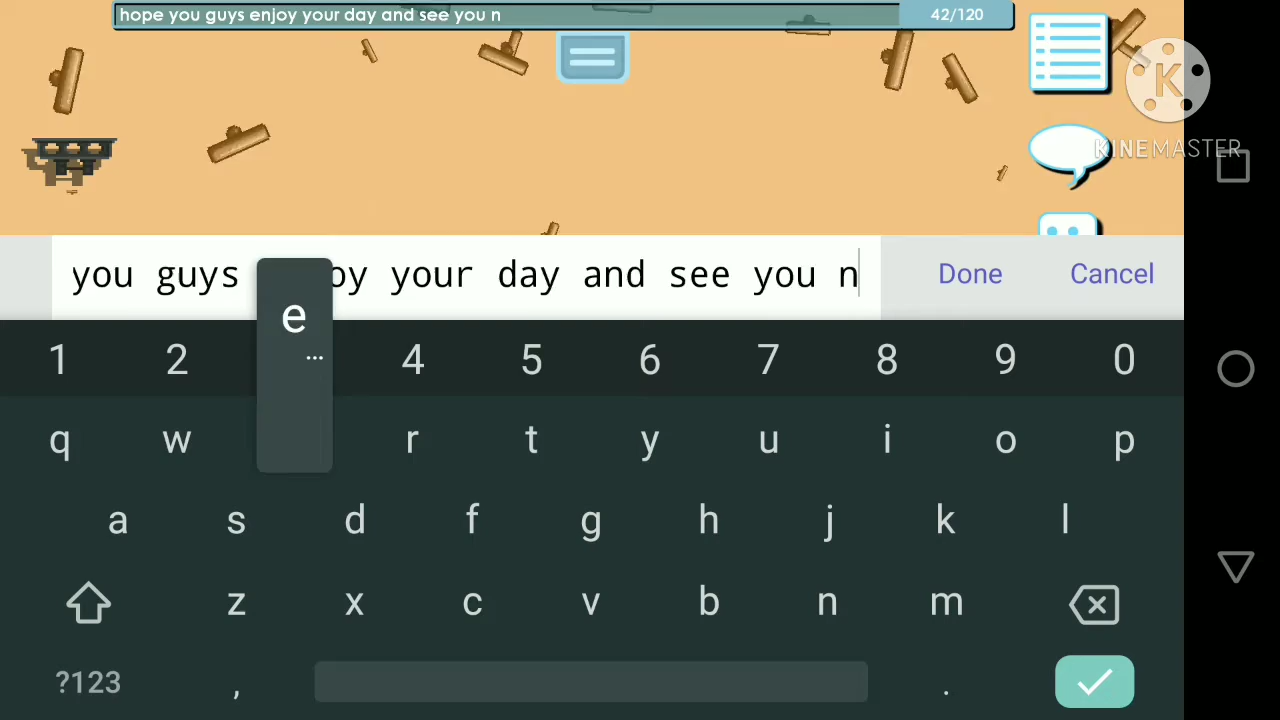 hope you guys enjoy your day and see you n
42/120
K
KINEMASTER
you guys oy your day and see you n
Done
Cancel
e
...
1 2 4 5 6 7 8 9 0
q w r t y u i o p
a s d f g h j k l
z x c v b n m
?123 , .